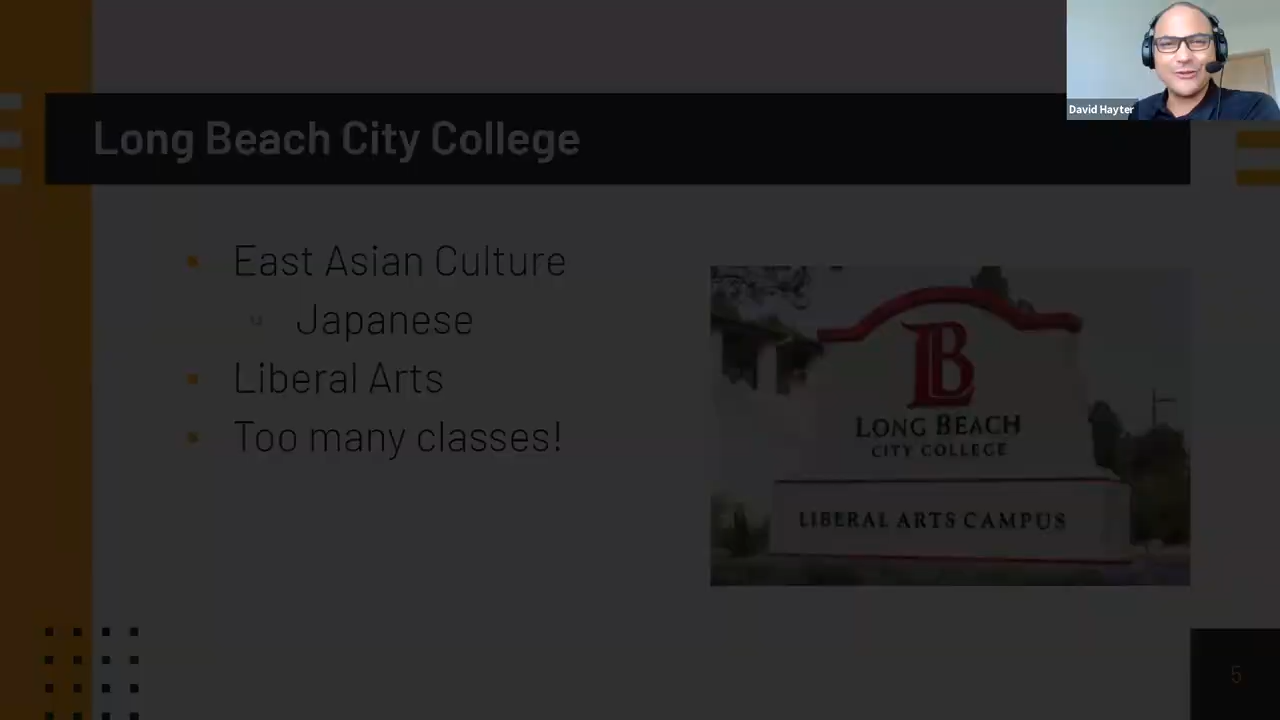 David Hayter
Long Beach City College
East Asian Culture
Japanese
Liberal Arts
Too many classes!
LB
LONG BEACH
CITY COLLEGE
LIBERAL ARTS CAMPUS
5